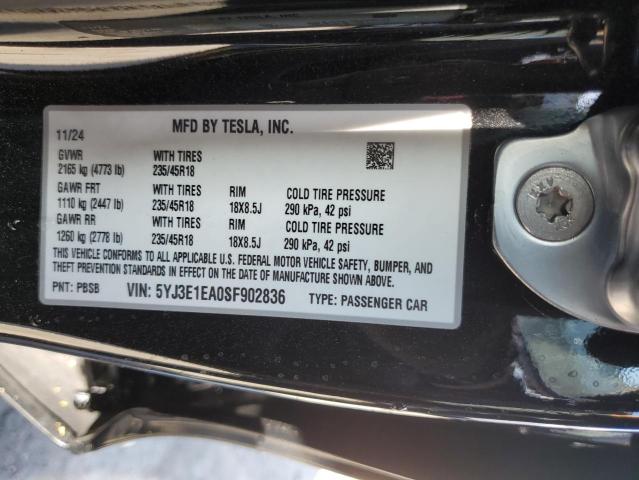 MFD BY TESLA, INC.
11/24
GVWR WITH TIRES
2165 kg (4773 lb) 235/45R18
GAWR FRT WITH TIRES RIM COLD TIRE PRESSURE
1110 kg (2447 lb) 235/45R18 18X8.5J 290 kPa, 42 psi
GAWR RR WITH TIRES RIM COLD TIRE PRESSURE
1260 kg (2778 lb) 235/45R18 18X8.5J 290 kPa, 42 psi
THIS VEHICLE CONFORMS TO ALL APPLICABLE U.S. FEDERAL MOTOR VEHICLE SAFETY, BUMPER,
AND THEFT PREVENTION STANDARDS IN EFFECT ON THE DATE OF MANUFACTURE SHOWN ABOVE.
PNT: PBSB VIN: 5YJ3E1EA0SF902836 TYPE: PASSENGER CAR